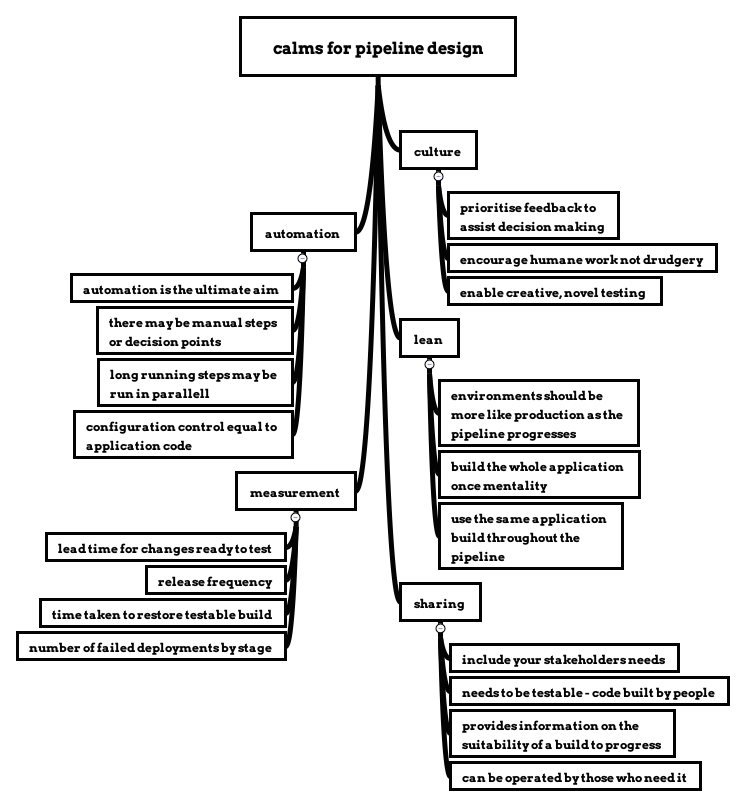 calms for pipeline design
culture
prioritise feedback to
assist decision making
encourage humane work not drudgery
enable creative, novel testing
automation
automation is the ultimate aim
there may be manual steps
or decision points
long running steps may be
run in parallell
configuration control equal to
application code
lean
environments should be
more like production as the
pipeline progresses
build the whole application
once mentality
use the same application
build throughout the
pipeline
measurement
lead time for changes ready to test
release frequency
time taken to restore testable build
number of failed deployments by stage
sharing
include your stakeholders needs
needs to be testable - code built by people
provides information on the
suitability of a build to progress
can be operated by those who need it